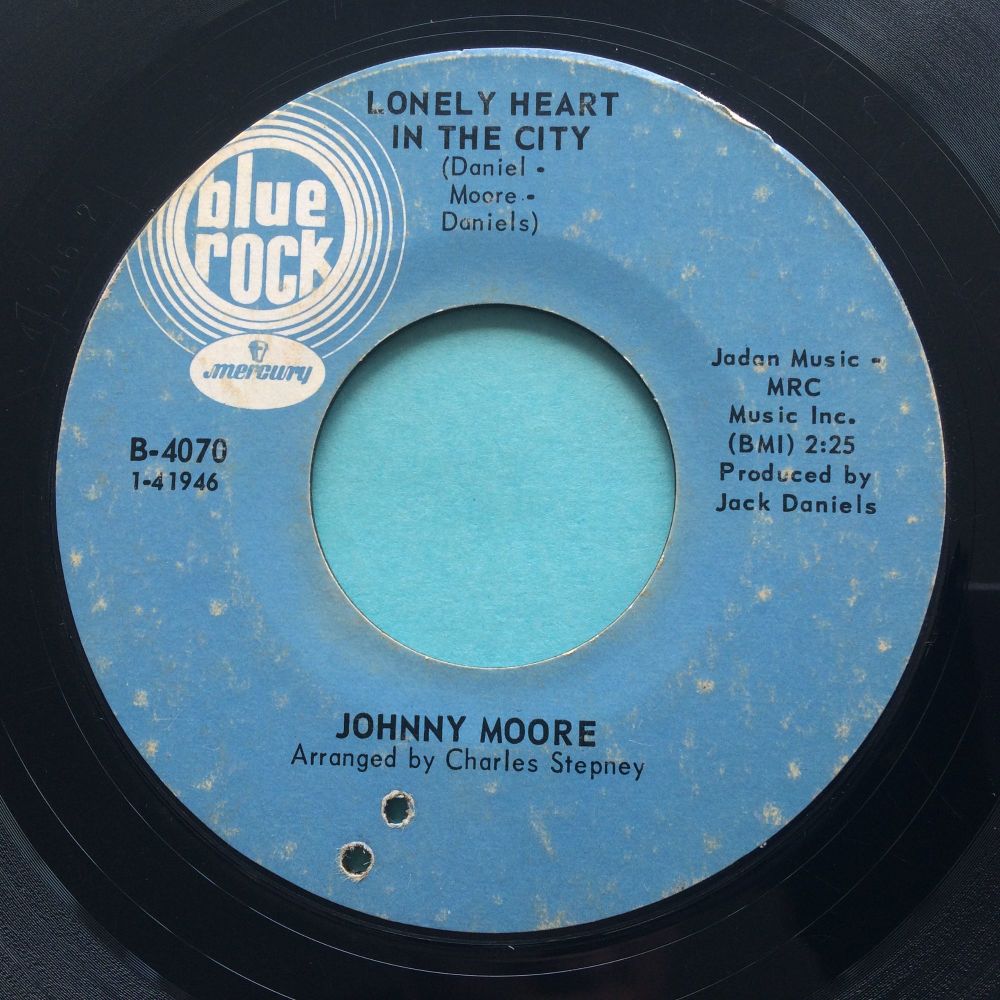 LONELY HEART
IN THE CITY
(Daniel -
Moore -
Daniels)
blue
rock
mercury
B-4070
1-41946
Jadan Music -
MRC
Music Inc.
(BMI) 2:25
Produced by
Jack Daniels
JOHNNY MOORE
Arranged by Charles Stepney